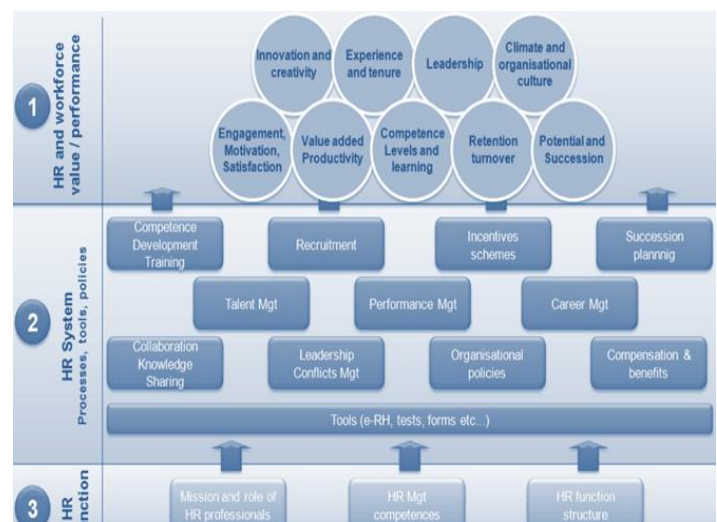 1
HR and workforce
value / performance
Innovation and
creativity
Experience
and tenure
Leadership
Climate and
organisational
culture
Engagement,
Motivation,
Satisfaction
Value added
Productivity
Competence
Levels and
learning
Retention
turnover
Potential and
Succession
2
HR System
Processes, tools, policies
Competence
Development
Training
Recruitment
Incentives
schemes
Succession
plannnig
Talent Mgt
Performance Mgt
Career Mgt
Collaboration
Knowledge
Sharing
Leadership
Conflicts Mgt
Organisational
policies
Compensation &
benefits
Tools (e-RH, tests, forms etc...)
3
HR
nction
Mission and role of
HR professionals
HR Mgt
competences
HR function
structure